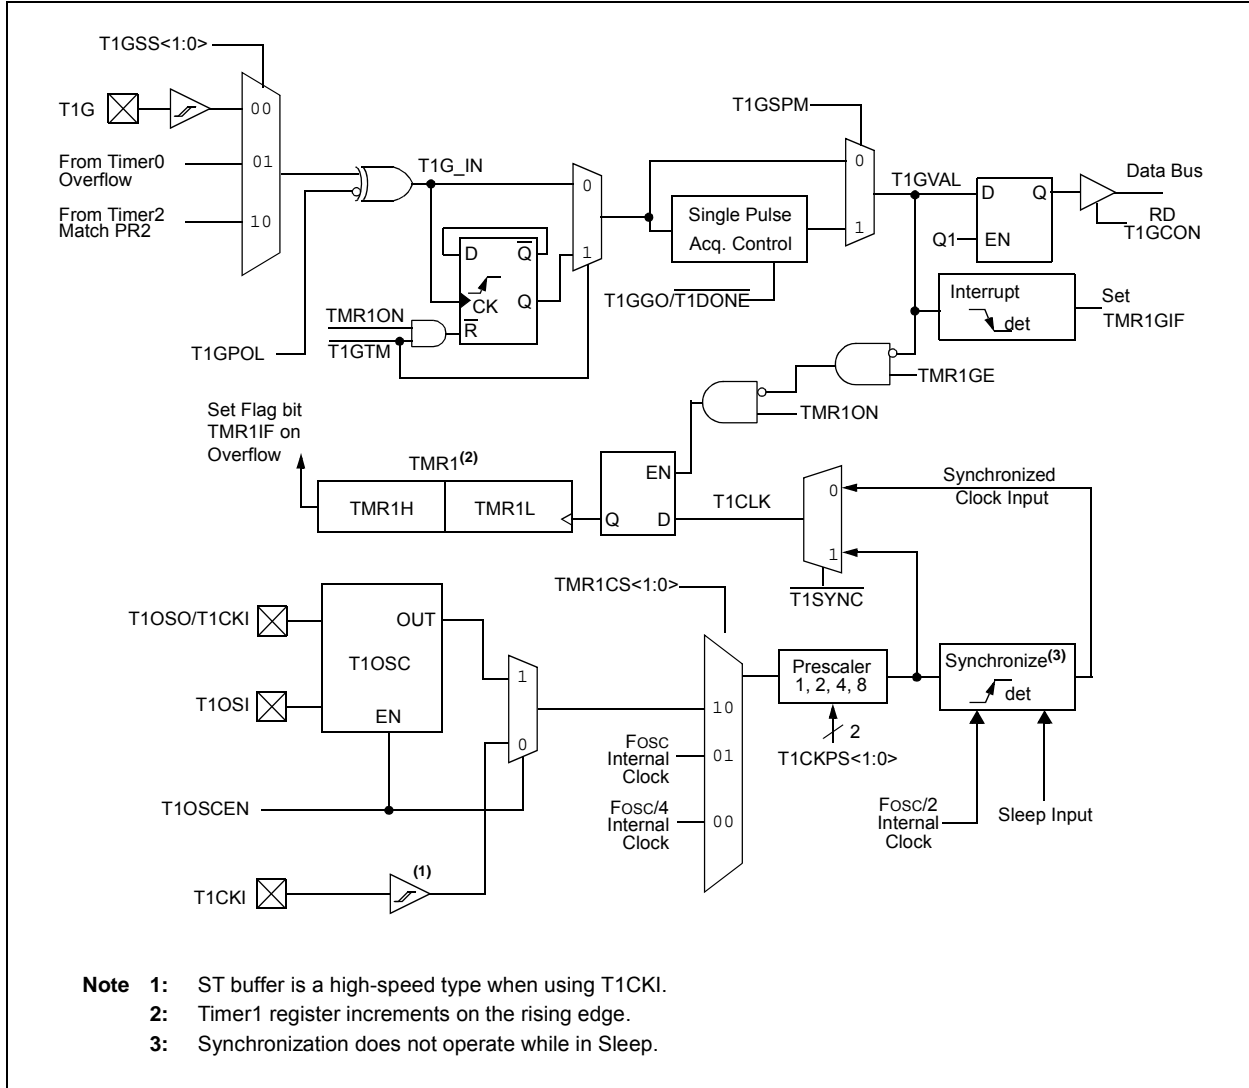 T1GSS<1:0>
T1G
00
From Timer0
Overflow
01
From Timer2
Match PR2
10
T1GPOL
T1G_IN
0
1
D
Q
CK
Q
R
TMR1ON
T1GTM
T1GSPM
0
1
Single Pulse
Acq. Control
T1GGO/T1DONE
T1GVAL
D
Q
Q1
EN
Data Bus
RD
T1GCON
Interrupt
det
Set
TMR1GIF
TMR1GE
TMR1ON
Set Flag bit
TMR1IF on
Overflow
TMR1(2)
TMR1H
TMR1L
EN
Q
D
T1CLK
0
1
T1SYNC
Synchronized
Clock Input
T1OSO/T1CKI
OUT
T1OSC
T1OSI
EN
1
0
T1OSCEN
T1CKI
(1)
TMR1CS<1:0>
10
FOSC
Internal
Clock
01
FOSC/4
Internal
Clock
00
Prescaler
1, 2, 4, 8
2
T1CKPS<1:0>
Synchronize(3)
det
FOSC/2
Internal
Clock
Sleep Input
Note 1: ST buffer is a high-speed type when using T1CKI.
2: Timer1 register increments on the rising edge.
3: Synchronization does not operate while in Sleep.